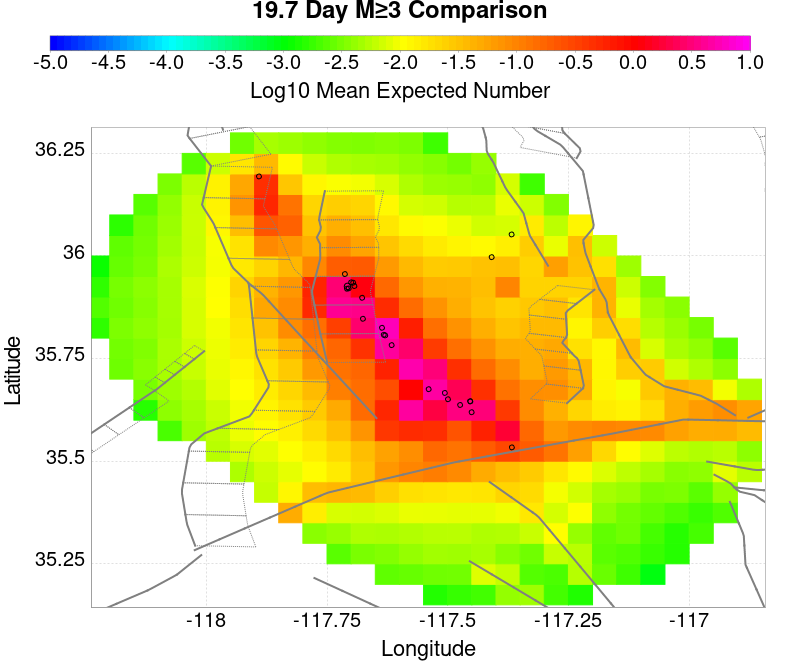 19.7 Day M≥3 Comparison
-5.0 -4.5 -4.0 -3.5 -3.0 -2.5 -2.0 -1.5 -1.0 -0.5 0.0 0.5 1.0
Log10 Mean Expected Number
36.25
36
35.75
35.5
35.25
Latitude
-118 -117.75 -117.5 -117.25 -117
Longitude